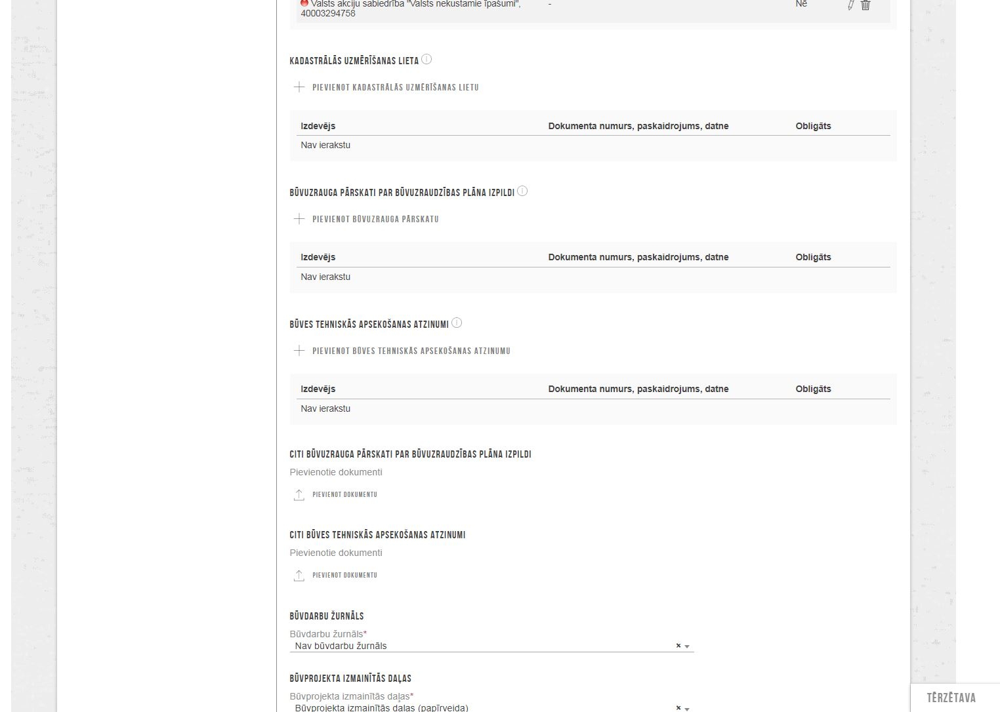 Valsts akciju sabiedrība "Valsts nekustamie īpašumi", - Nē
40003294758
KADASTRĀLĀS UZMĒRĪŠANAS LIETA
PIEVIENOT KADASTRĀLĀS UZMĒRĪŠANAS LIETU
Izdevējs Dokumenta numurs, paskaidrojums, datne Obligāts
Nav ierakstu
BŪVUZRAUGA PĀRSKATI PAR BŪVUZRAUDZĪBAS PLĀNA IZPILDI
PIEVIENOT BŪVUZRAUGA PĀRSKATU
Izdevējs Dokumenta numurs, paskaidrojums, datne Obligāts
Nav ierakstu
BŪVES TEHNISKĀS APSEKOŠANAS ATZINUMI
PIEVIENOT BŪVES TEHNISKĀS APSEKOŠANAS ATZINUMU
Izdevējs Dokumenta numurs, paskaidrojums, datne Obligāts
Nav ierakstu
CITI BŪVUZRAUGA PĀRSKATI PAR BŪVUZRAUDZĪBAS PLĀNA IZPILDI
Pievienotie dokumenti
PIEVIENOT DOKUMENTU
CITI BŪVES TEHNISKĀS APSEKOŠANAS ATZINUMI
Pievienotie dokumenti
PIEVIENOT DOKUMENTU
BŪVDARBU ŽURNĀLS
Būvdarbu žurnāls*
Nav būvdarbu žurnāls ×
BŪVPROJEKTA IZMAINĪTĀS DAĻAS
Būvprojekta izmainītās daļas*
Būvprojekta izmainītās daļas (papīrveida) ×
TĒRZĒTAVA